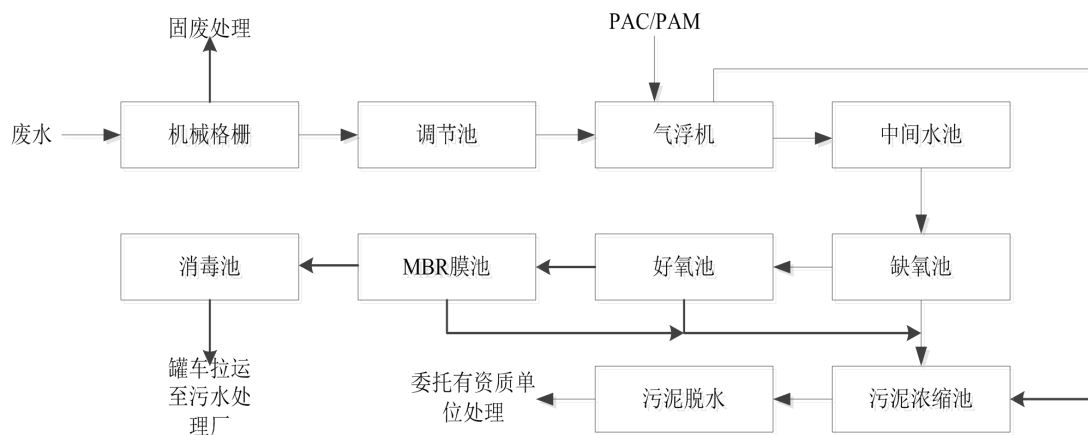 固废处理
PAC/PAM
废水
机械格栅
调节池
气浮机
中间水池
消毒池
MBR膜池
好氧池
缺氧池
罐车拉运
至污水处
理厂
委托有资质单
位处理
污泥脱水
污泥浓缩池